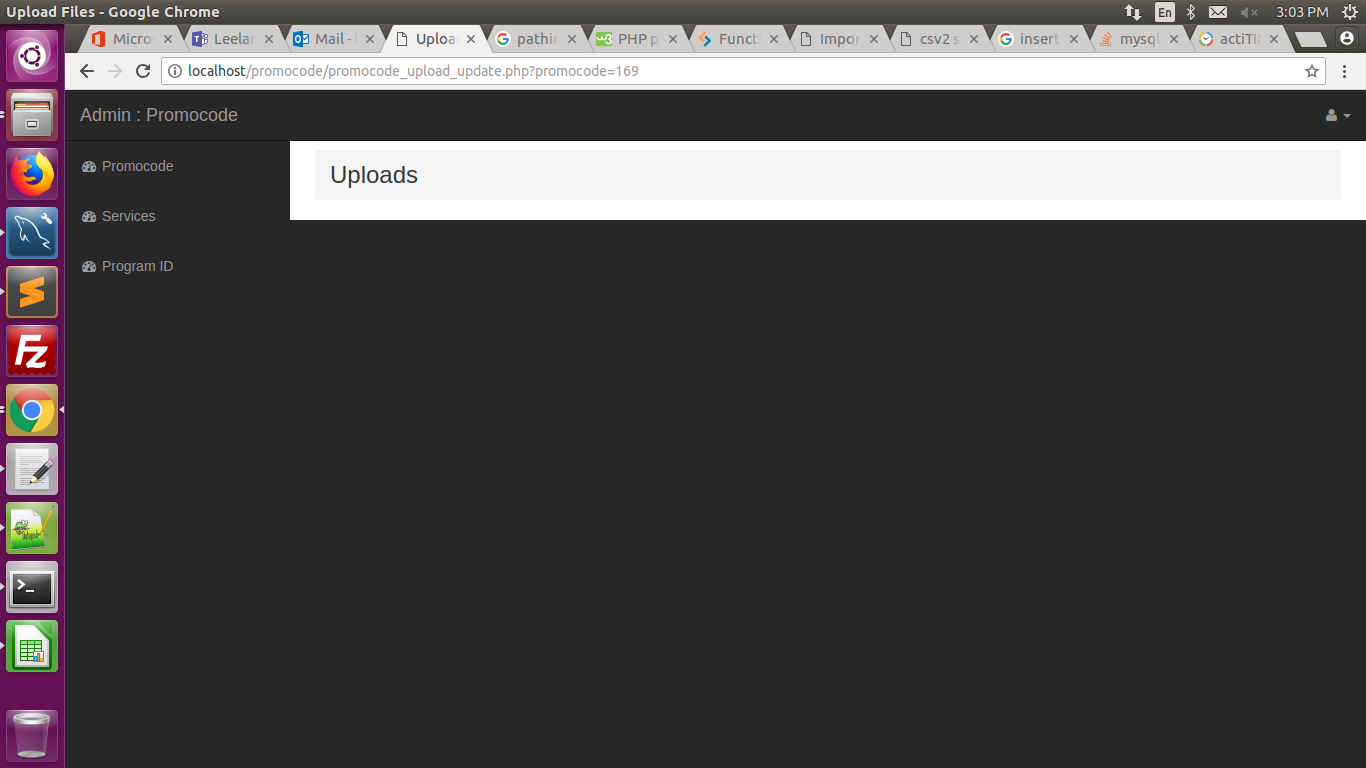 Upload Files - Google Chrome
En
3:03 PM
Micro
Leelar
Mail -
Uploa
pathin
PHP p
Functi
Impor
csv2 s
insert
mysql
actiTI
localhost/promocode/promocode_upload_update.php?promocode=169
Admin : Promocode
Promocode
Uploads
Services
Program ID